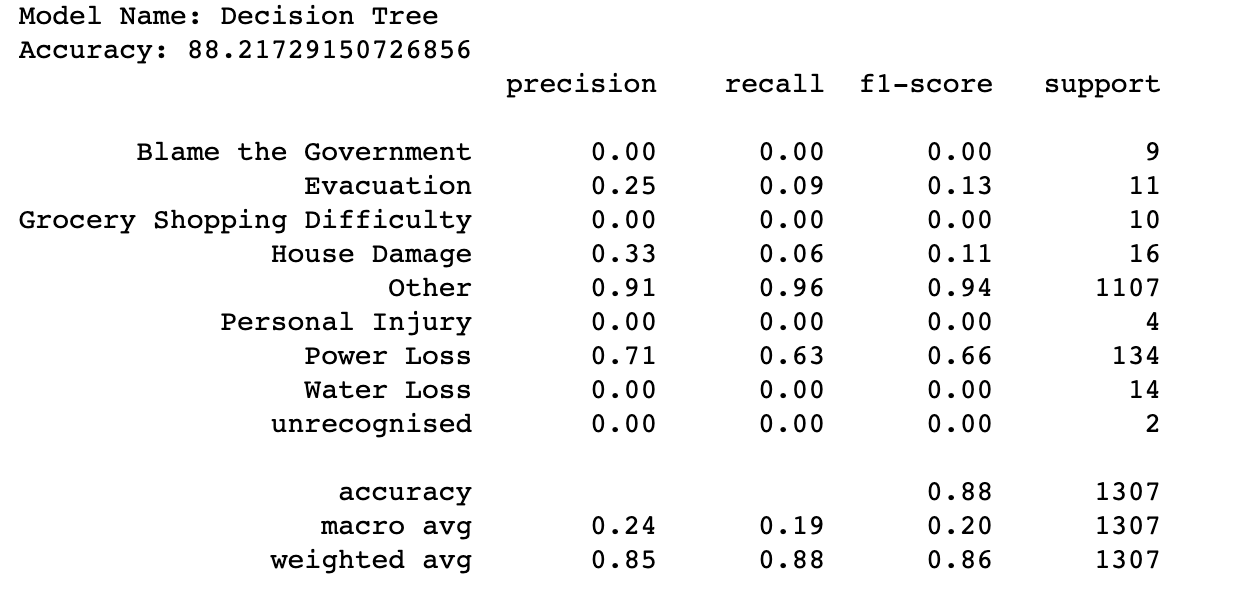 Model Name: Decision Tree
Accuracy: 88.21729150726856
precision recall f1-score support
Blame the Government 0.00 0.00 0.00 9
Evacuation 0.25 0.09 0.13 11
Grocery Shopping Difficulty 0.00 0.00 0.00 10
House Damage 0.33 0.06 0.11 16
Other 0.91 0.96 0.94 1107
Personal Injury 0.00 0.00 0.00 4
Power Loss 0.71 0.63 0.66 134
Water Loss 0.00 0.00 0.00 14
unrecognised 0.00 0.00 0.00 2
accuracy 0.88 1307
macro avg 0.24 0.19 0.20 1307
weighted avg 0.85 0.88 0.86 1307